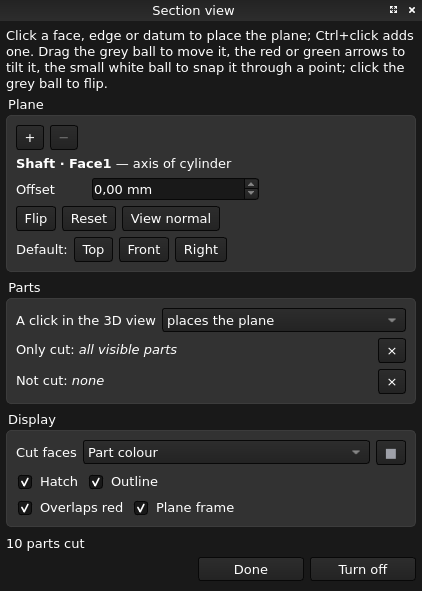 Section view
Click a face, edge or datum to place the plane; Ctrl+click adds
one. Drag the grey ball to move it, the red or green arrows to
tilt it, the small white ball to snap it through a point; click the
grey ball to flip.
Plane
+ −
Shaft · Face1 — axis of cylinder
Offset 0,00 mm
Flip Reset View normal
Default: Top Front Right
Parts
A click in the 3D view places the plane
Only cut: all visible parts ×
Not cut: none ×
Display
Cut faces Part colour
Hatch Outline
Overlaps red Plane frame
10 parts cut
Done Turn off